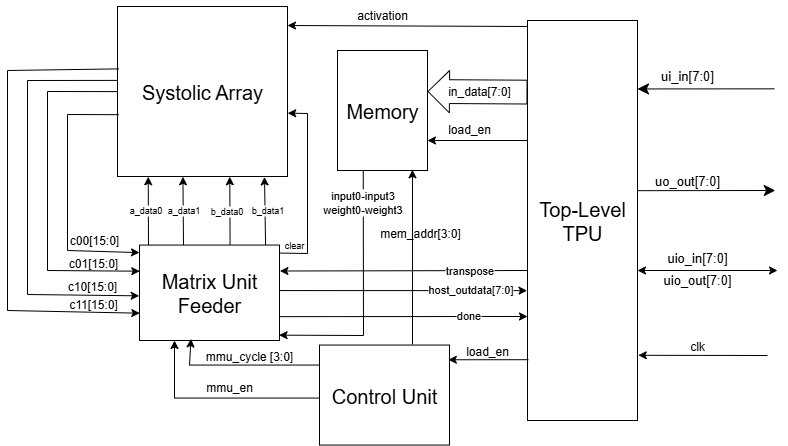 activation
Systolic Array
ui_in[7:0]
in_data[7:0]
Memory
load_en
uo_out[7:0]
input0-input3
weight0-weight3
a_data0
a_data1
b_data0
b_data1
Top-Level
TPU
mem_addr[3:0]
c00[15:0]
clear
uio_in[7:0]
c01[15:0]
transpose
uio_out[7:0]
Matrix Unit
Feeder
c10[15:0]
host_outdata[7:0]
c11[15:0]
done
clk
load_en
mmu_cycle [3:0]
mmu_en
Control Unit